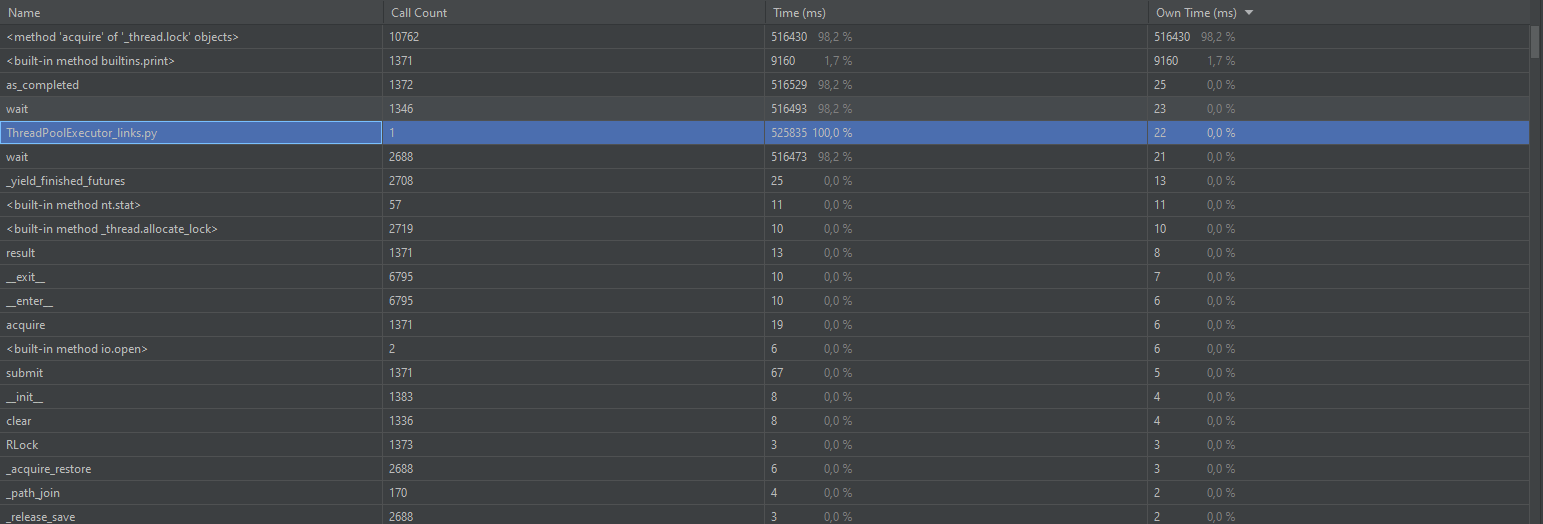 Name Call Count Time (ms) Own Time (ms)
<method 'acquire' of '_thread.lock' objects> 10762 516430 98,2 % 516430 98,2 %
<built-in method builtins.print> 1371 9160 1,7 % 9160 1,7 %
as_completed 1372 516529 98,2 % 25 0,0 %
wait 1346 516493 98,2 % 23 0,0 %
ThreadPoolExecutor_links.py 1 525835 100,0 % 22 0,0 %
wait 2688 516473 98,2 % 21 0,0 %
_yield_finished_futures 2708 25 0,0 % 13 0,0 %
<built-in method nt.stat> 57 11 0,0 % 11 0,0 %
<built-in method _thread.allocate_lock> 2719 10 0,0 % 10 0,0 %
result 1371 13 0,0 % 8 0,0 %
__exit__ 6795 10 0,0 % 7 0,0 %
__enter__ 6795 10 0,0 % 6 0,0 %
acquire 1371 19 0,0 % 6 0,0 %
<built-in method io.open> 2 6 0,0 % 6 0,0 %
submit 1371 67 0,0 % 5 0,0 %
__init__ 1383 8 0,0 % 4 0,0 %
clear 1336 8 0,0 % 4 0,0 %
RLock 1373 3 0,0 % 3 0,0 %
_acquire_restore 2688 6 0,0 % 3 0,0 %
_path_join 170 4 0,0 % 2 0,0 %
_release_save 2688 3 0,0 % 2 0,0 %